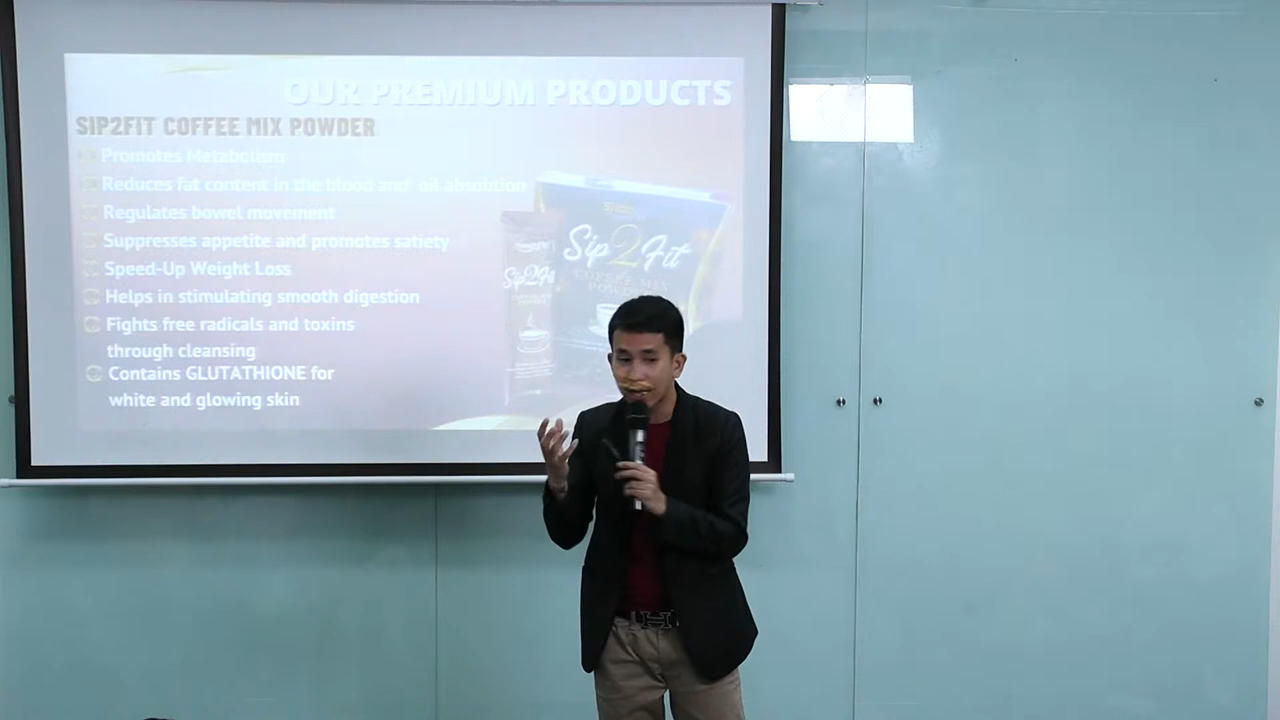 OUR PREMIUM PRODUCTS
SIP2FIT COFFEE MIX POWDER
Promotes Metabolism
Reduces fat content in the blood and oil absobtion
Regulates bowel movement
Suppresses appetite and promotes satiety
Speed-Up Weight Loss
Helps in stimulating smooth digestion
Fights free radicals and toxins
through cleansing
Contains GLUTATHIONE for
white and glowing skin
Sip2Fit
COFFEE MIX
Sip2Fit